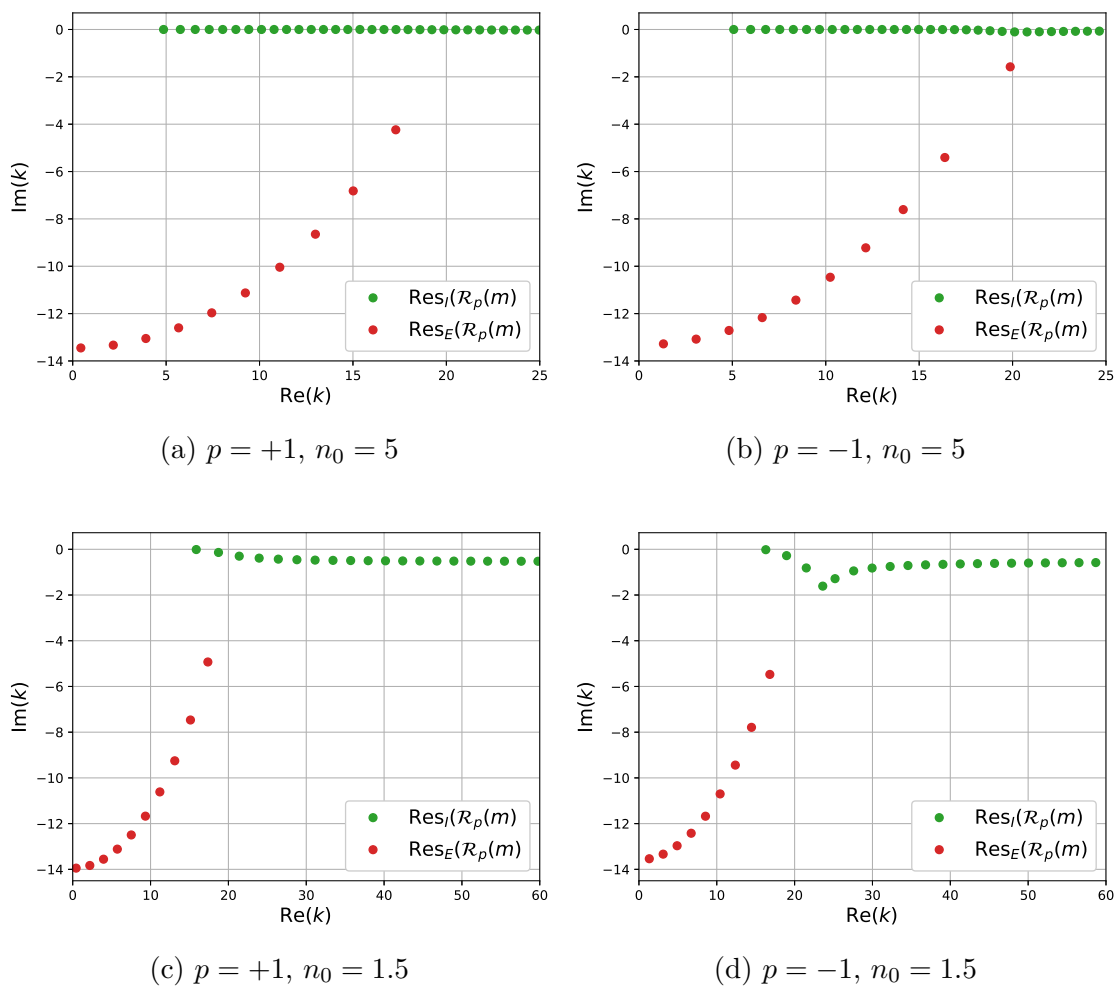 0
−2
−4
−6
−8
−10
−12
−14
Im(k)
0 5 10 15 20 25
Re(k)
Res_I(ℛ_p(m)
Res_E(ℛ_p(m)
(a) p = +1, n_0 = 5
0
−2
−4
−6
−8
−10
−12
−14
Im(k)
0 5 10 15 20 25
Re(k)
Res_I(ℛ_p(m)
Res_E(ℛ_p(m)
(b) p = −1, n_0 = 5
0
−2
−4
−6
−8
−10
−12
−14
Im(k)
0 10 20 30 40 50 60
Re(k)
Res_I(ℛ_p(m)
Res_E(ℛ_p(m)
(c) p = +1, n_0 = 1.5
0
−2
−4
−6
−8
−10
−12
−14
Im(k)
0 10 20 30 40 50 60
Re(k)
Res_I(ℛ_p(m)
Res_E(ℛ_p(m)
(d) p = −1, n_0 = 1.5